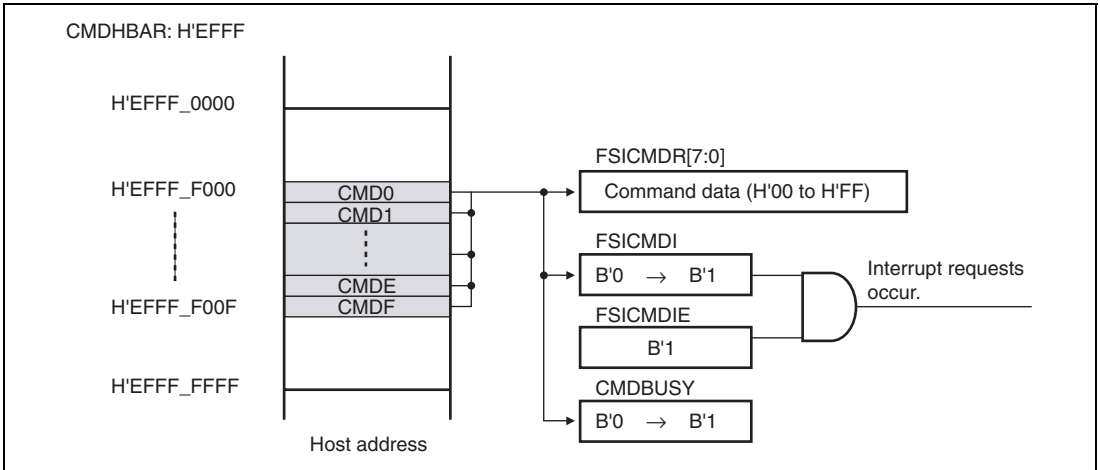 CMDHBAR: H'EFFF
H'EFFF_0000
H'EFFF_F000
H'EFFF_F00F
H'EFFF_FFFF
CMD0
CMD1
CMDE
CMDF
Host address
FSICMDR[7:0]
Command data (H'00 to H'FF)
FSICMDI
B'0 → B'1
FSICMDIE
B'1
CMDBUSY
B'0 → B'1
Interrupt requests
occur.